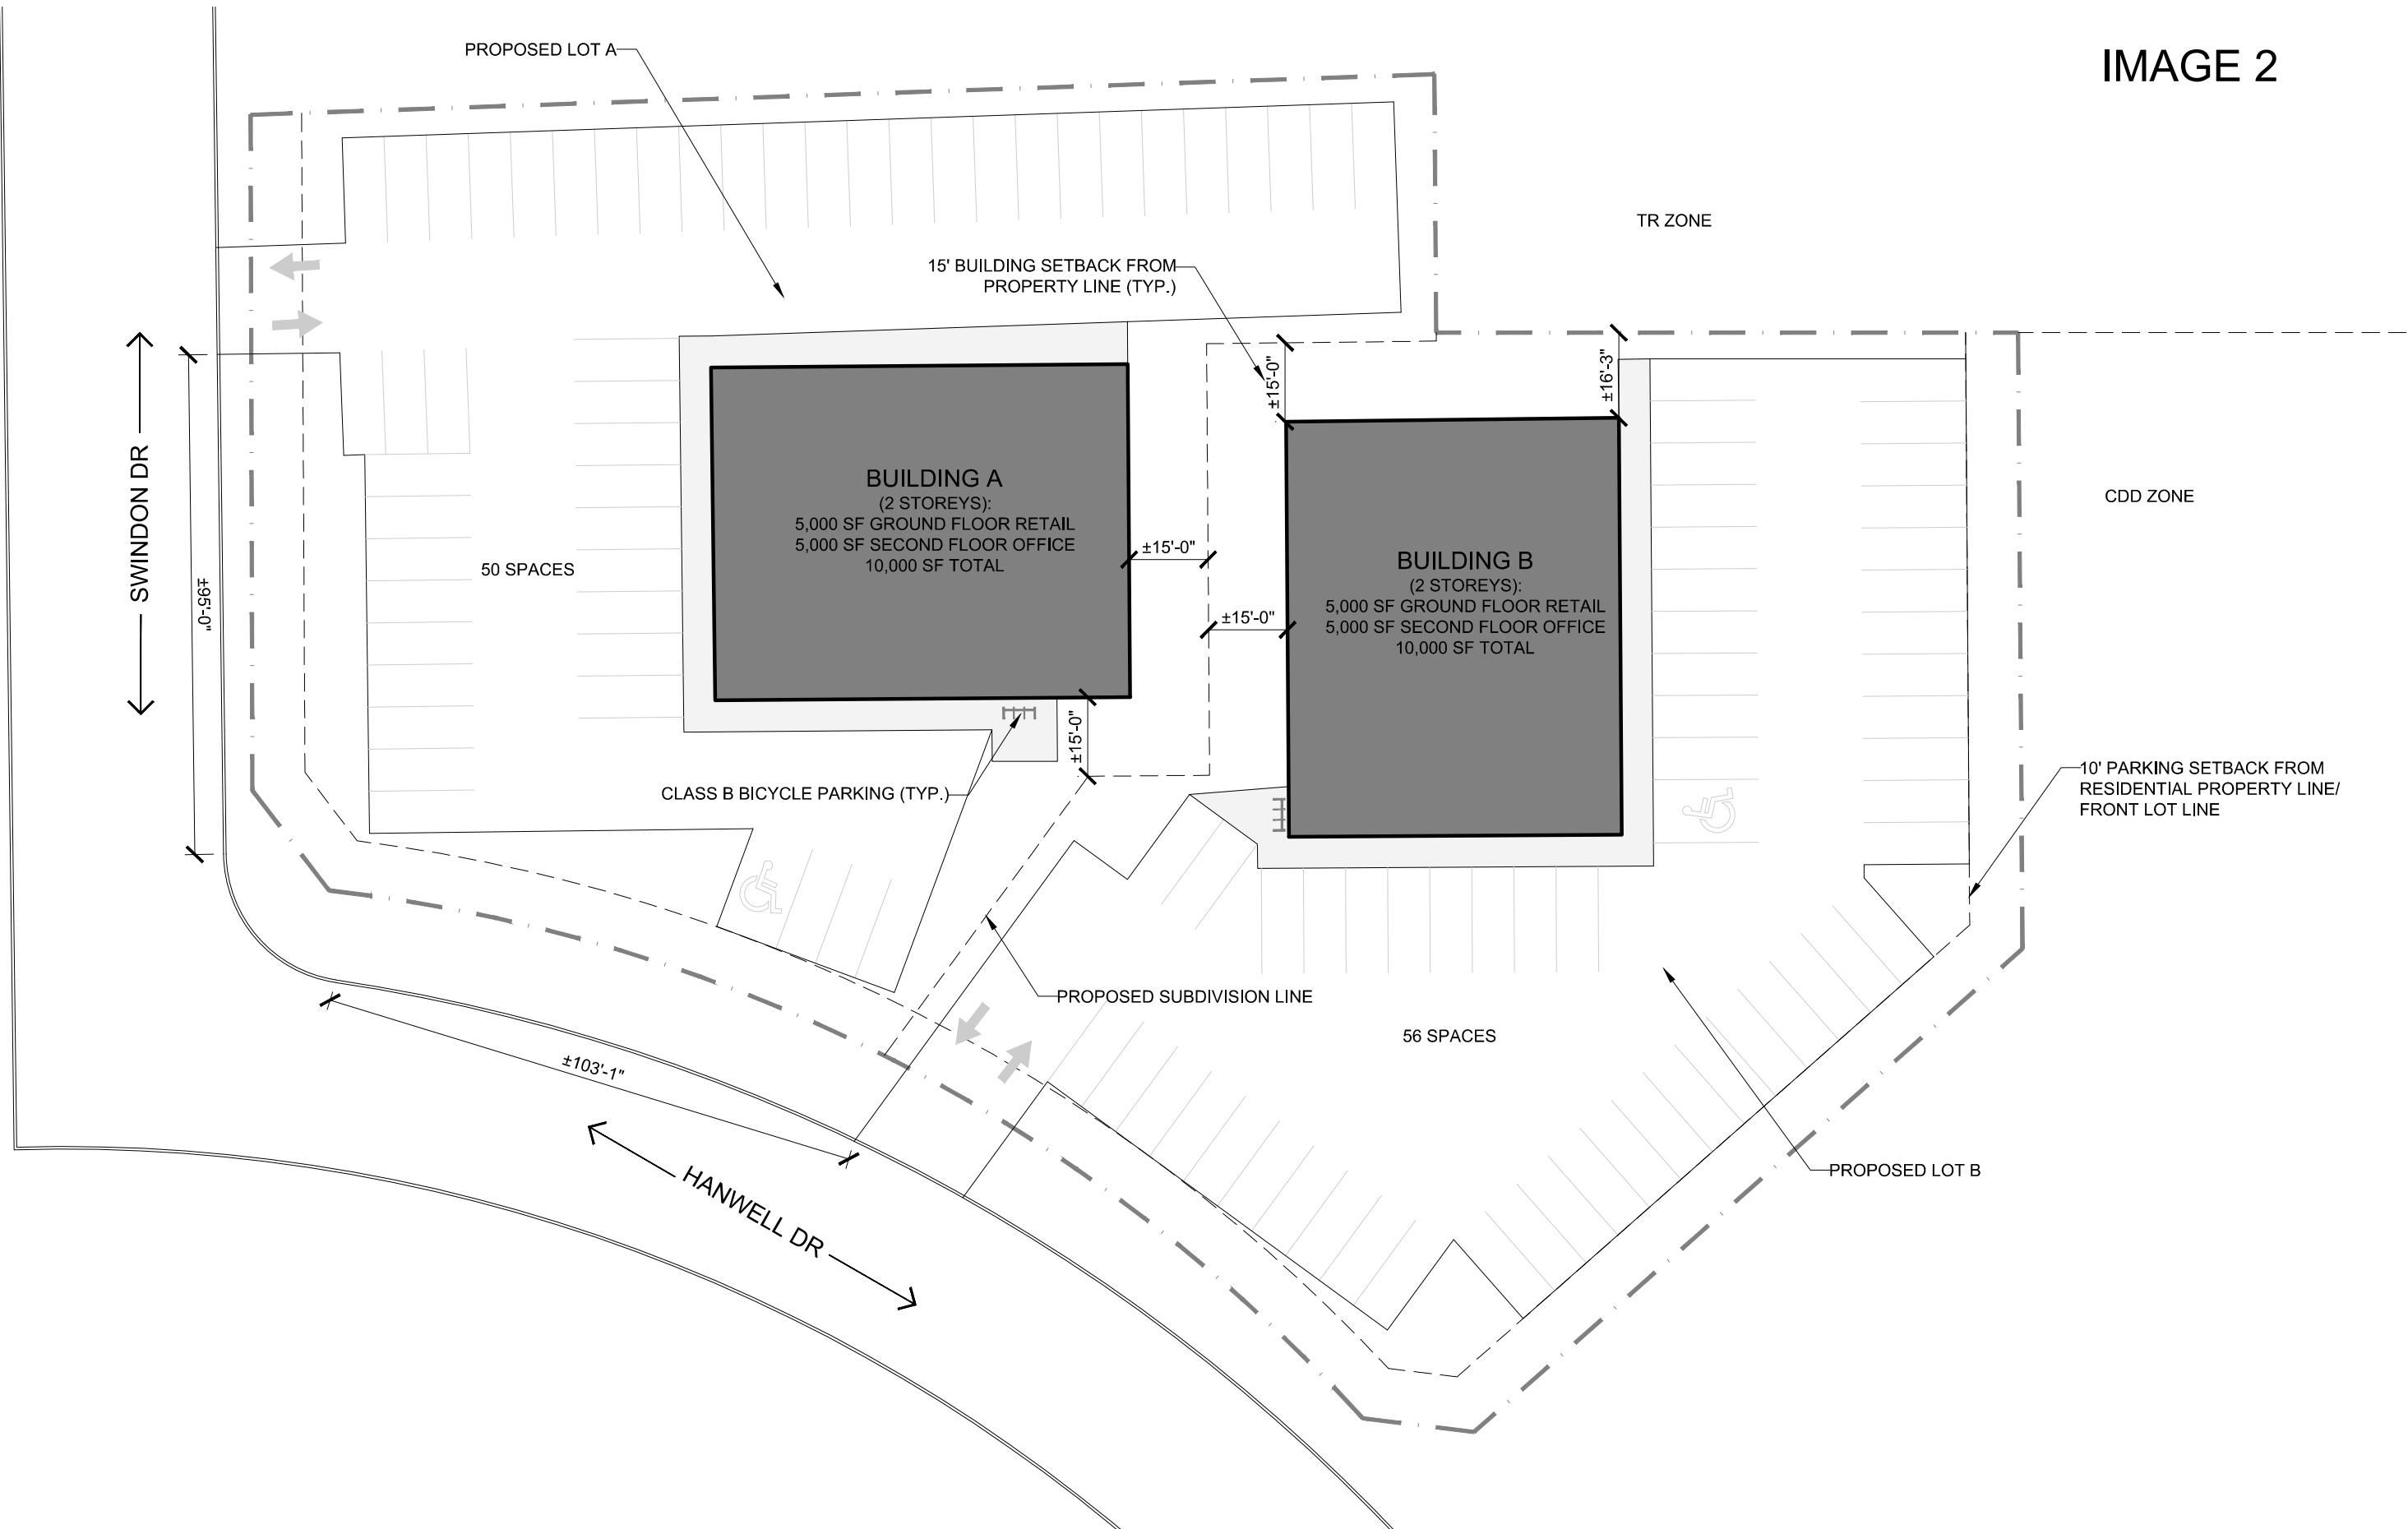 IMAGE 2
PROPOSED LOT A
TR ZONE
15' BUILDING SETBACK FROM
PROPERTY LINE (TYP.)
±15'-0"
±16'-3"
SWINDON DR
±95'-0"
BUILDING A
(2 STOREYS):
5,000 SF GROUND FLOOR RETAIL
5,000 SF SECOND FLOOR OFFICE
10,000 SF TOTAL
50 SPACES
±15'-0"
±15'-0"
BUILDING B
(2 STOREYS):
5,000 SF GROUND FLOOR RETAIL
5,000 SF SECOND FLOOR OFFICE
10,000 SF TOTAL
CDD ZONE
±15'-0"
CLASS B BICYCLE PARKING (TYP.)
10' PARKING SETBACK FROM
RESIDENTIAL PROPERTY LINE/
FRONT LOT LINE
PROPOSED SUBDIVISION LINE
56 SPACES
±103'-1"
HANWELL DR
PROPOSED LOT B